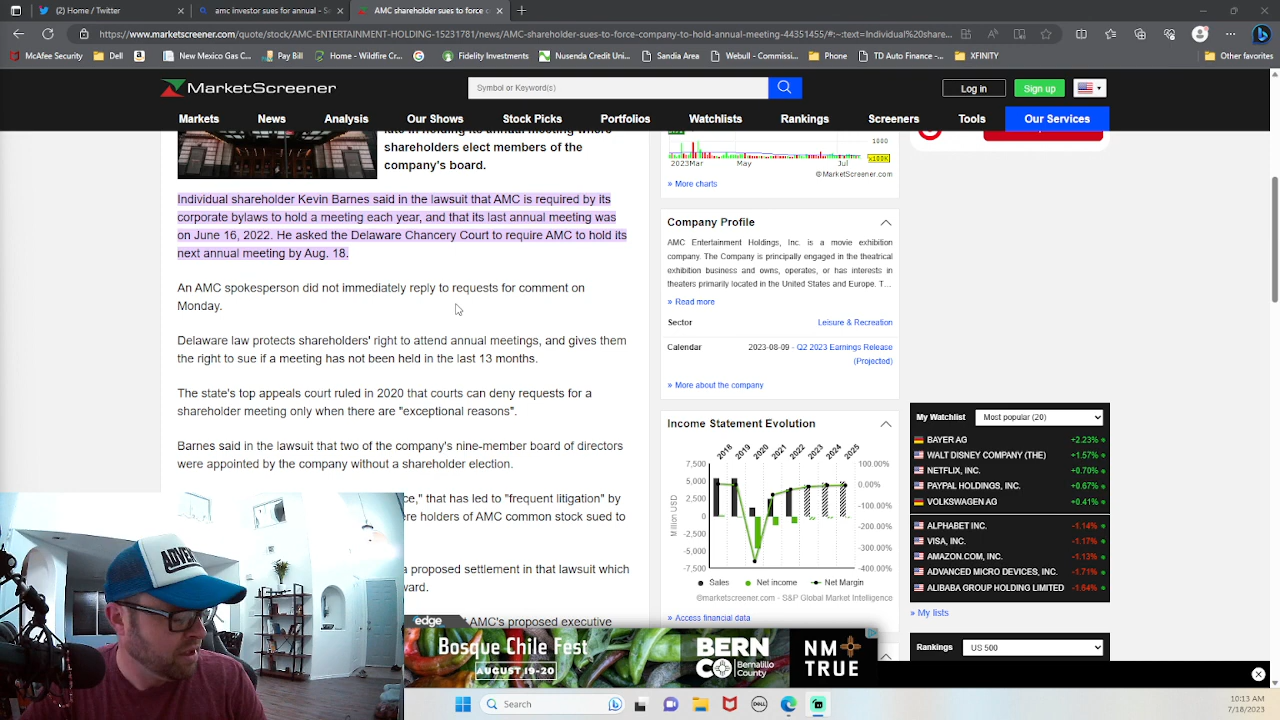 (2) Home / Twitter
amc investor sues for annual - Se
AMC shareholder sues to force c
https://www.marketscreener.com/quote/stock/AMC-ENTERTAINMENT-HOLDING-15231781/news/AMC-shareholder-sues-to-force-company-to-hold-annual-meeting-44351455/#:~:text=Individual%20share...
McAfee Security
Dell
New Mexico Gas C...
Pay Bill
Home - Wildfire Co...
Fidelity Investments
Nusenda Credit Uni...
Sandia Area
Webull - Commissi...
TD Auto Finance -...
XFINITY
Other favorites
MarketScreener
Symbol or Keyword(s)
Log in
Sign up
Markets
News
Analysis
Our Shows
Stock Picks
Portfolios
Watchlists
Rankings
Screeners
Tools
Our Services
shareholders elect members of the
company's board.
Individual shareholder Kevin Barnes said in the lawsuit that AMC is required by its
corporate bylaws to hold a meeting each year, and that its last annual meeting was
on June 16, 2022. He asked the Delaware Chancery Court to require AMC to hold its
next annual meeting by Aug. 18.
An AMC spokesperson did not immediately reply to requests for comment on
Monday.
Delaware law protects shareholders' right to attend annual meetings, and gives them
the right to sue if a meeting has not been held in the last 13 months.
The state's top appeals court ruled in 2020 that courts can deny requests for a
shareholder meeting only when there are "exceptional reasons".
Barnes said in the lawsuit that two of the company's nine-member board of directors
were appointed by the company without a shareholder election.
ce," that has led to "frequent litigation" by
re holders of AMC common stock sued to
a proposed settlement in that lawsuit which
ward.
redge
AMC's proposed executive
1000
x100K
2023Mar
May
Jul
©MarketScreener.com
» More charts
Company Profile
AMC Entertainment Holdings, Inc. is a movie exhibition
company. The Company is principally engaged in the theatrical
exhibition business and owns, operates, or has interests in
theaters primarily located in the United States and Europe. T...
» Read more
Sector
Leisure & Recreation
Calendar
2023-08-09 - Q2 2023 Earnings Release
(Projected)
» More about the company
Income Statement Evolution
2018 2019 2020 2021 2022 2023 2024 2025
7,500 100.00%
5,000 0.00%
2,500 -100.00%
0
-2,500 -200.00%
-5,000 -300.00%
-7,500 -400.00%
Million USD
Sales
Net income
Net Margin
©marketscreener.com - S&P Global Market Intelligence
» Access financial data
My Watchlist
Most popular (20)
BAYER AG +2.23%
WALT DISNEY COMPANY (THE) +1.57%
NETFLIX, INC. +0.70%
PAYPAL HOLDINGS, INC. +0.67%
VOLKSWAGEN AG +0.41%
ALPHABET INC. -1.14%
VISA, INC. -1.17%
AMAZON.COM, INC. -1.13%
ADVANCED MICRO DEVICES, INC. -1.71%
ALIBABA GROUP HOLDING LIMITED -1.64%
» My lists
Rankings
US 500
Bosque Chile Fest
AUGUST 19-20
BERN
CO
Bernalillo
County
NM
TRUE
Search
10:13 AM
7/18/2023